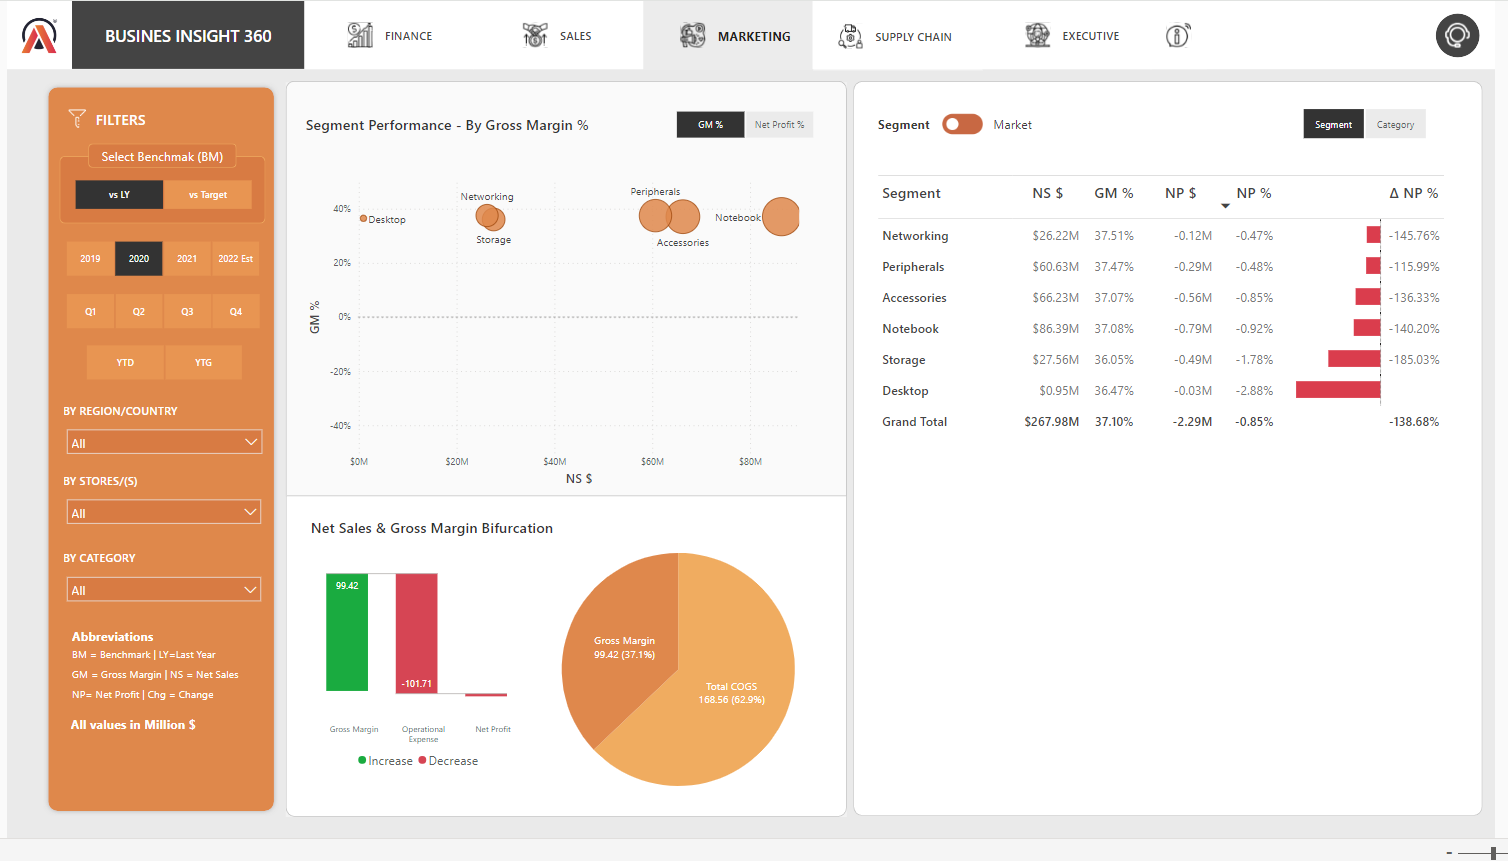 BUSINES INSIGHT 360
FINANCE
SALES
MARKETING
SUPPLY CHAIN
EXECUTIVE
FILTERS
Select Benchmak (BM)
vs LY
vs Target
2019
2020
2021
2022 Est
Q1
Q2
Q3
Q4
YTD
YTG
BY REGION/COUNTRY
All
BY STORES/(S)
All
BY CATEGORY
All
Abbreviations
BM = Benchmark | LY=Last Year
GM = Gross Margin | NS = Net Sales
NP= Net Profit | Chg = Change
All values in Million $
Segment Performance - By Gross Margin %
GM %
Net Profit %
GM %
40%
20%
0%
-20%
-40%
Desktop
Networking
Storage
Peripherals
Accessories
Notebook
$0M
$20M
$40M
$60M
$80M
NS $
Net Sales & Gross Margin Bifurcation
99.42
-101.71
Gross Margin
Operational
Expense
Net Profit
Increase
Decrease
Gross Margin
99.42 (37.1%)
Total COGS
168.56 (62.9%)
Segment
Market
Segment
Category
Segment NS $ GM % NP $ NP % Δ NP %
Networking $26.22M 37.51% -0.12M -0.47% -145.76%
Peripherals $60.63M 37.47% -0.29M -0.48% -115.99%
Accessories $66.23M 37.07% -0.56M -0.85% -136.33%
Notebook $86.39M 37.08% -0.79M -0.92% -140.20%
Storage $27.56M 36.05% -0.49M -1.78% -185.03%
Desktop $0.95M 36.47% -0.03M -2.88%
Grand Total $267.98M 37.10% -2.29M -0.85% -138.68%